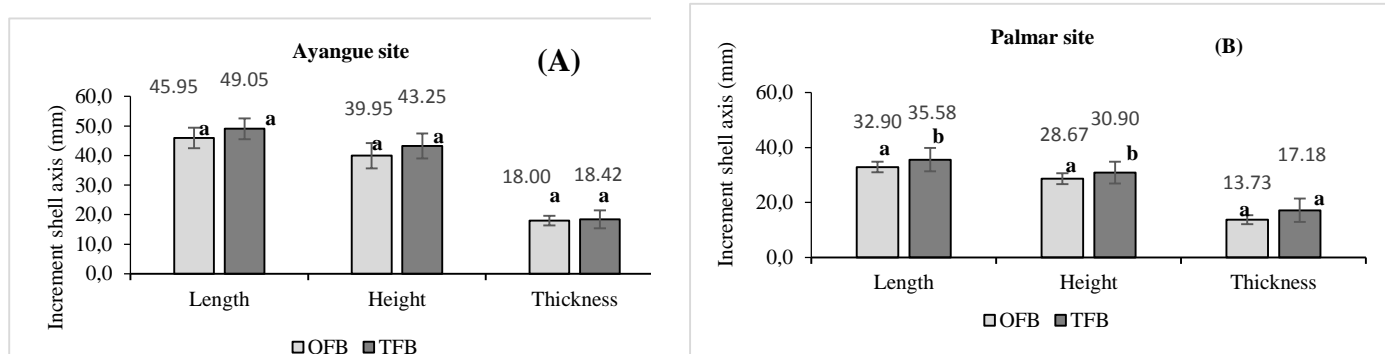 Ayangue site
(A)
Increment shell axis (mm)
60,0
50,0
40,0
30,0
20,0
10,0
0,0
45.95 49.05
39.95 43.25
18.00 18.42
a a
a a
a a
Length Height Thickness
OFB TFB
Palmar site
(B)
Increment shell axis (mm)
60,0
40,0
20,0
0,0
32.90 35.58
28.67 30.90
13.73 17.18
a b
a b
a a
Length Height Thickness
OFB TFB